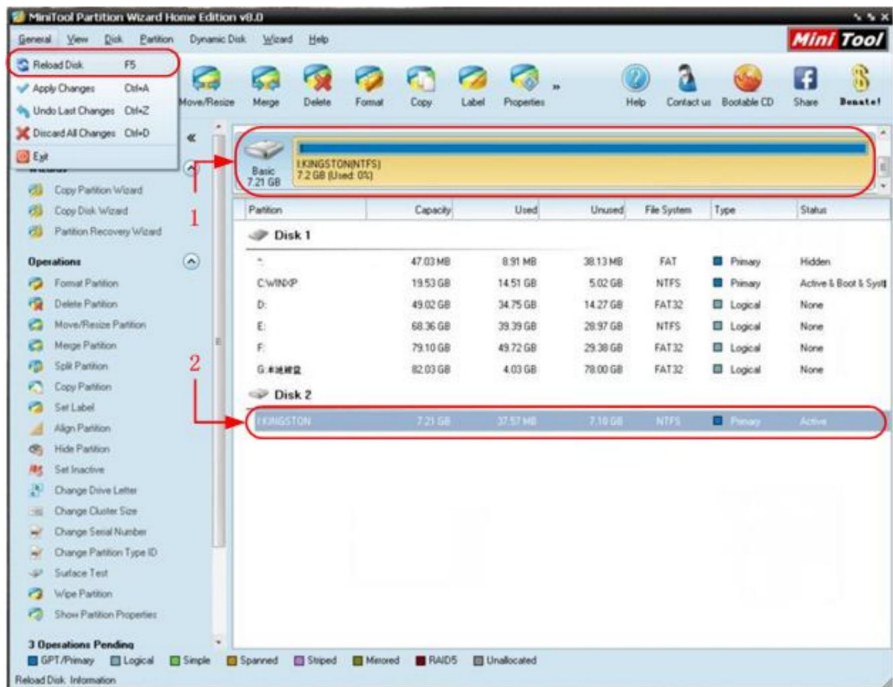 MiniTool Partition Wizard Home Edition v8.0
General View Disk Partition Dynamic Disk Wizard Help
Mini Tool
Reload Disk F5
Apply Changes Ctrl+A
Undo Last Changes Ctrl+Z
Discard All Changes Ctrl+D
Exit
Move/Resize Merge Delete Format Copy Label Properties » Help Contact us Bootable CD Share Donate!
«
Basic
7.21 GB
I:KINGSTON(NTFS)
7.2 GB (Used: 0%)
1
Copy Partition Wizard
Copy Disk Wizard
Partition Recovery Wizard
Operations
Format Partition
Delete Partition
Move/Resize Partition
Merge Partition
Split Partition
Copy Partition
Set Label
Align Partition
Hide Partition
Set Inactive
Change Drive Letter
Change Cluster Size
Change Serial Number
Change Partition Type ID
Surface Test
Wipe Partition
Show Partition Properties
3 Operations Pending
2
Partition Capacity Used Unused File System Type Status
Disk 1
*: 47.03 MB 8.91 MB 38.13 MB FAT Primary Hidden
C:WINXP 19.53 GB 14.51 GB 5.02 GB NTFS Primary Active & Boot & Syst
D: 49.02 GB 34.75 GB 14.27 GB FAT32 Logical None
E: 68.36 GB 39.39 GB 28.97 GB NTFS Logical None
F: 79.10 GB 49.72 GB 29.38 GB FAT32 Logical None
G: 82.03 GB 4.03 GB 78.00 GB FAT32 Logical None
Disk 2
I:KINGSTON 7.21 GB 37.57 MB 7.18 GB NTFS Primary Active
GPT/Primary Logical Simple Spanned Striped Mirrored RAID5 Unallocated
Reload Disk Information